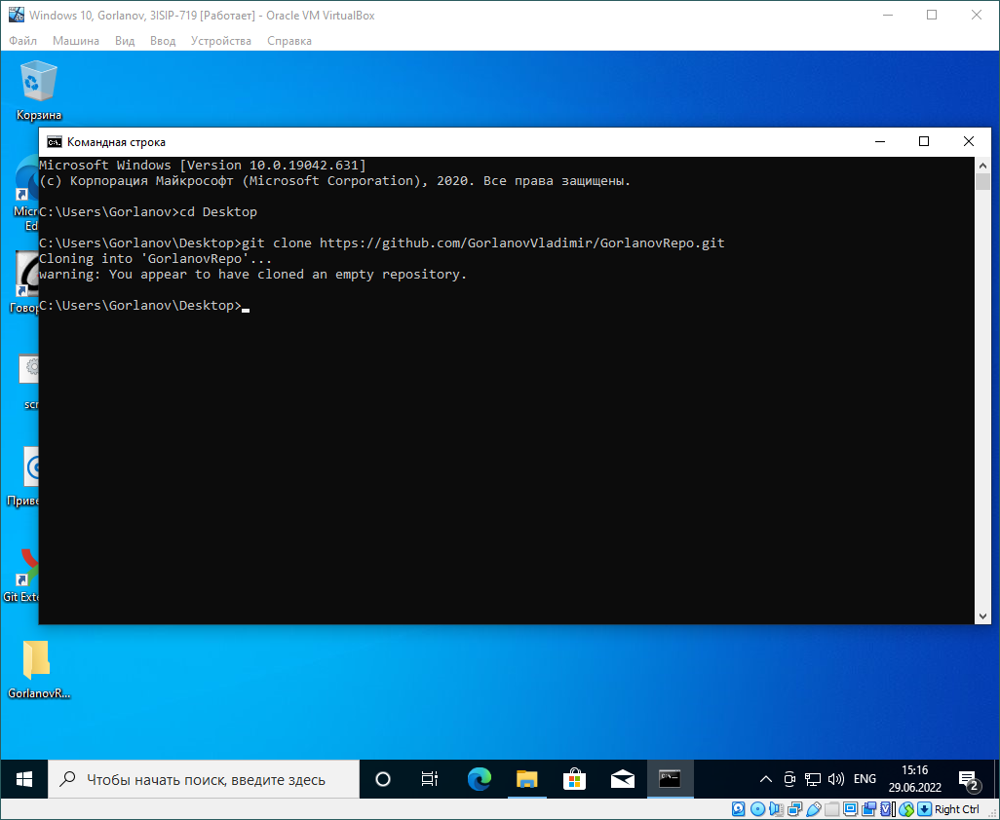 Windows 10, Gorlanov, 3ISIP-719 [Работает] - Oracle VM VirtualBox
Файл Машина Вид Ввод Устройства Справка
Корзина
Командная строка
Microsoft Windows [Version 10.0.19042.631]
(c) Корпорация Майкрософт (Microsoft Corporation), 2020. Все права защищены.
C:\Users\Gorlanov>cd Desktop
C:\Users\Gorlanov\Desktop>git clone https://github.com/GorlanovVladimir/GorlanovRepo.git
Cloning into 'GorlanovRepo'...
warning: You appear to have cloned an empty repository.
C:\Users\Gorlanov\Desktop>
Micr
Ed
Говор
scr
Приве
Git Exte
GorlanovR...
Чтобы начать поиск, введите здесь
ENG
15:16
29.06.2022
2
Right Ctrl